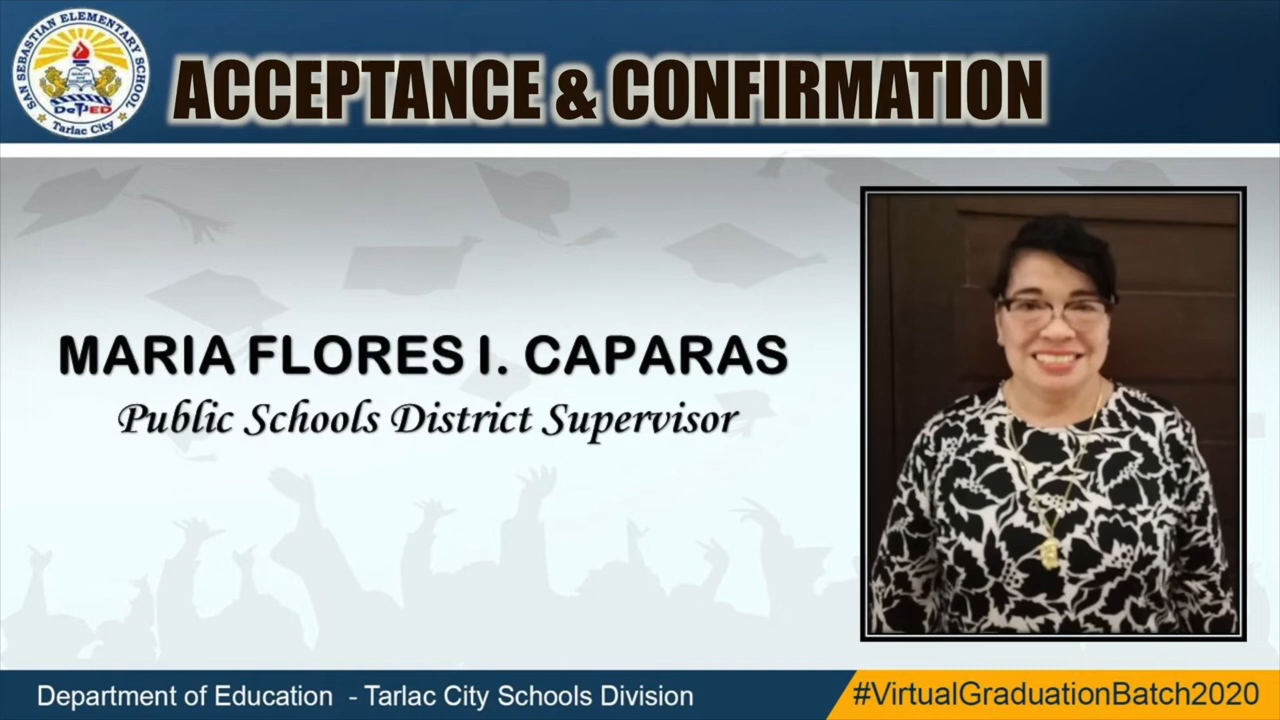 SAN SEBASTIAN ELEMENTARY SCHOOL
DepED
Tarlac City
ACCEPTANCE & CONFIRMATION
MARIA FLORES I. CAPARAS
Public Schools District Supervisor
Department of Education - Tarlac City Schools Division
#VirtualGraduationBatch2020